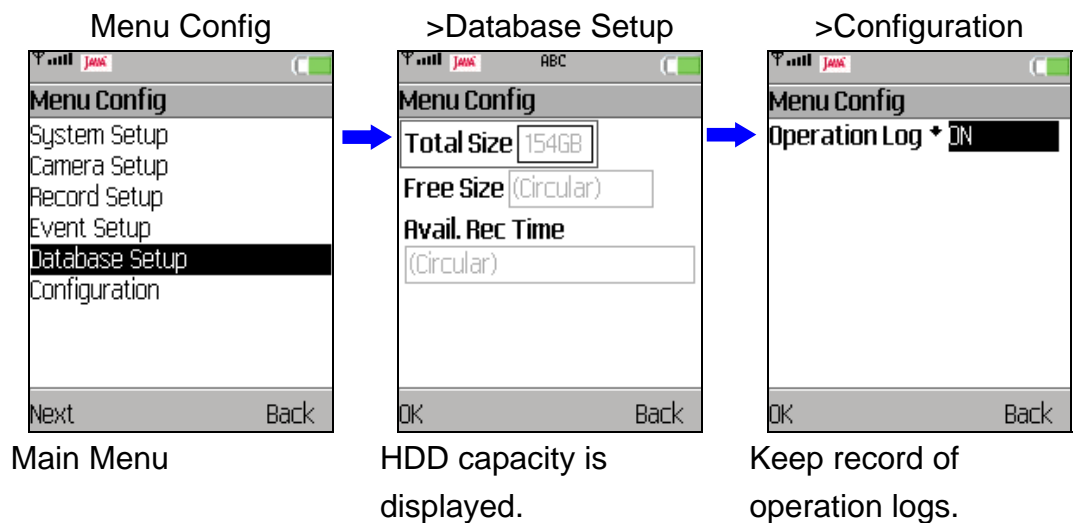 Menu Config
JAVA
Menu Config
System Setup
Camera Setup
Record Setup
Event Setup
Database Setup
Configuration
Next Back
Main Menu
>Database Setup
JAVA ABC
Menu Config
Total Size 154GB
Free Size (Circular)
Avail. Rec Time
(Circular)
OK Back
HDD capacity is
displayed.
>Configuration
JAVA
Menu Config
Operation Log ON
OK Back
Keep record of
operation logs.